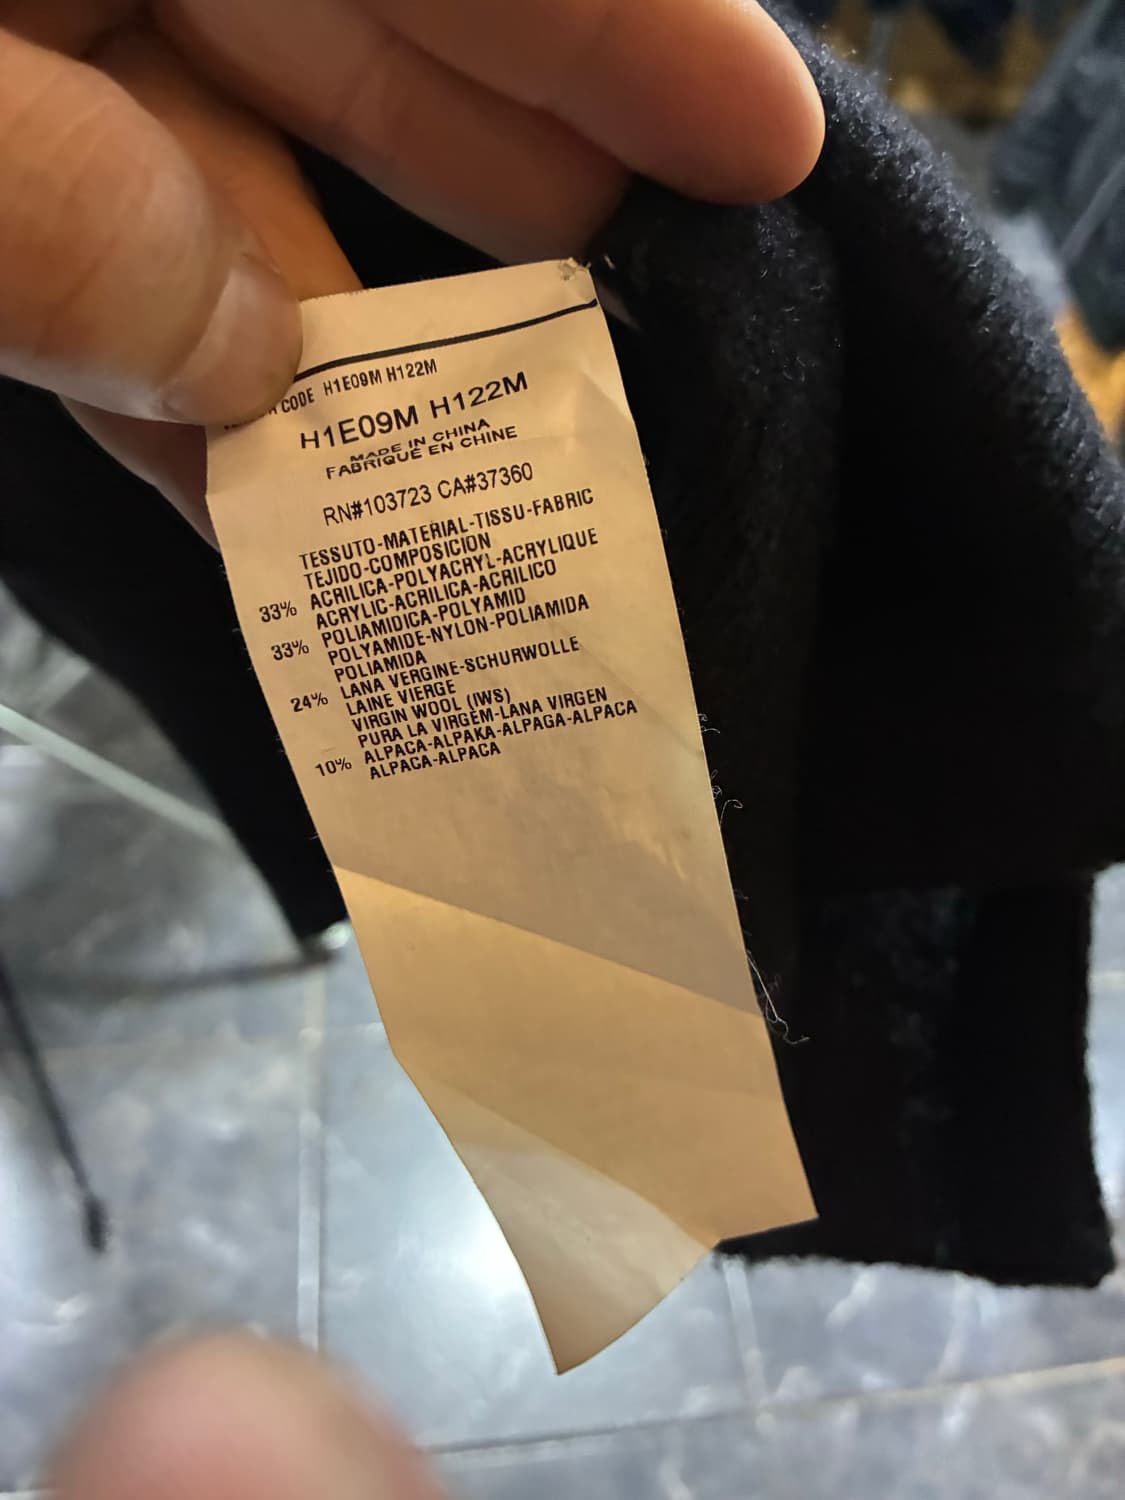 CODE H1E09M H122M
H1E09M H122M
MADE IN CHINA
FABRIQUE EN CHINE
RN#103723 CA#37360
TESSUTO-MATERIAL-TISSU-FABRIC
TEJIDO-COMPOSICION
33% ACRILICA-POLYACRYL-ACRYLIQUE
ACRYLIC-ACRILICA-ACRILICO
33% POLIAMIDICA-POLYAMID
POLYAMIDE-NYLON-POLIAMIDA
POLIAMIDA
24% LANA VERGINE-SCHURWOLLE
LAINE VIERGE
VIRGIN WOOL (IWS)
PURA LA VIRGEM-LANA VIRGEN
10% ALPACA-ALPAKA-ALPAGA-ALPACA
ALPACA-ALPACA